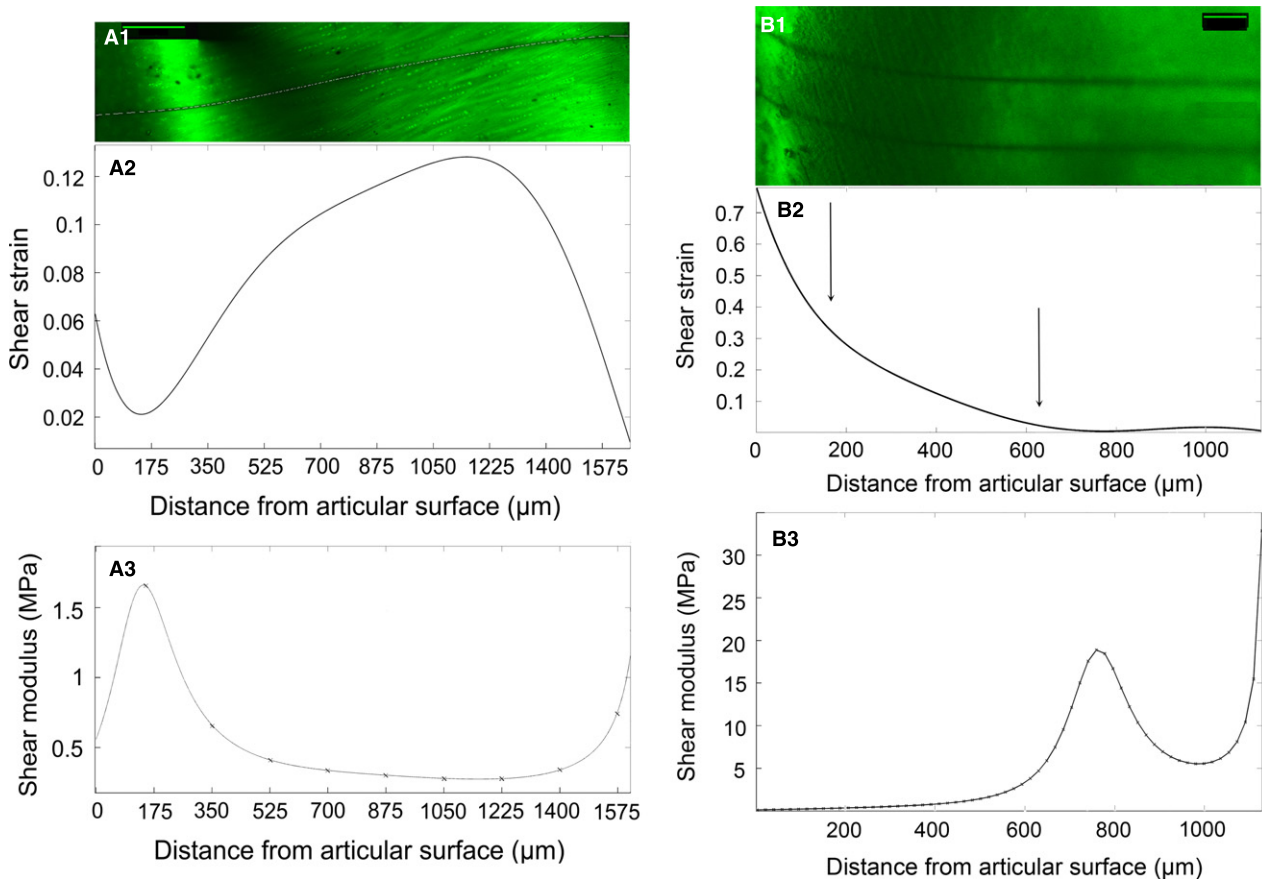 A1
A2
0.12
0.1
0.08
0.06
0.04
0.02
Shear strain
0 175 350 525 700 875 1050 1225 1400 1575
Distance from articular surface (µm)
A3
1.5
1
0.5
Shear modulus (MPa)
0 175 350 525 700 875 1050 1225 1400 1575
Distance from articular surface (µm)
B1
B2
0.7
0.6
0.5
0.4
0.3
0.2
0.1
Shear strain
0 200 400 600 800 1000
Distance from articular surface (µm)
B3
30
25
20
15
10
5
Shear modulus (MPa)
200 400 600 800 1000
Distance from articular surface (µm)